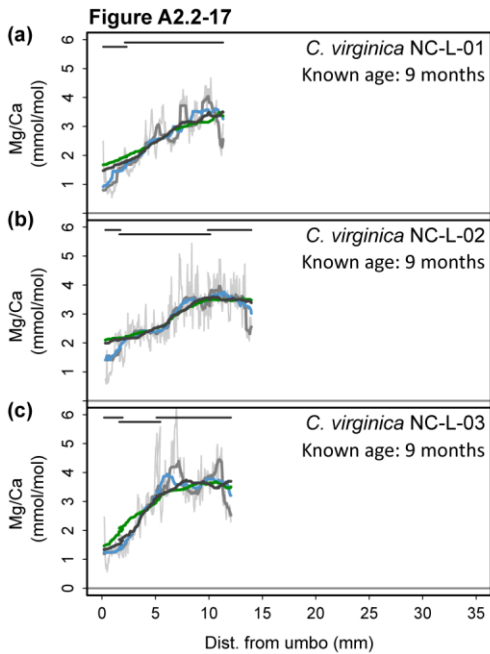 Figure A2.2-17
(a)
C. virginica NC-L-01
Known age: 9 months
Mg/Ca
(mmol/mol)
6
5
4
3
2
1
(b)
C. virginica NC-L-02
Known age: 9 months
Mg/Ca
(mmol/mol)
6
5
4
3
2
1
(c)
C. virginica NC-L-03
Known age: 9 months
Mg/Ca
(mmol/mol)
6
5
4
3
2
1
0
0 5 10 15 20 25 30 35
Dist. from umbo (mm)